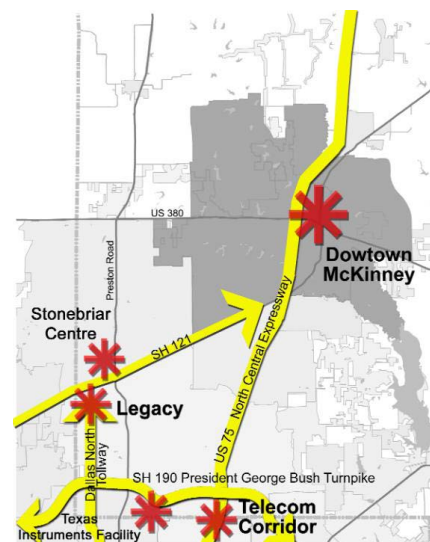 US 380
Dowtown
McKinney
Preston Road
Stonebriar
Centre
SH 121
North Central Expressway
US 75
Legacy
Dallas North
Tollway
SH 190 President George Bush Turnpike
Texas
Instruments Facility
Telecom
Corridor